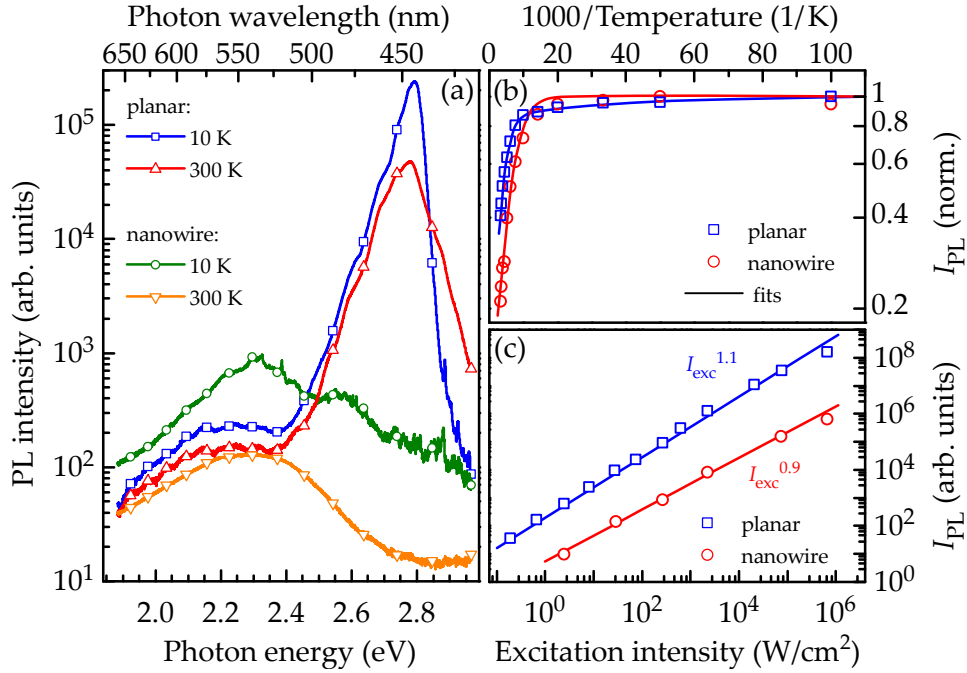 Photon wavelength (nm)
650 600 550 500 450
(a)
planar:
10 K
300 K
nanowire:
10 K
300 K
10^5
10^4
10^3
10^2
10^1
PL intensity (arb. units)
2.0 2.2 2.4 2.6 2.8
Photon energy (eV)
1000/Temperature (1/K)
0 20 40 60 80 100
(b)
planar
nanowire
fits
1
0.8
0.6
0.4
0.2
I_PL (norm.)
(c)
I_exc^1.1
I_exc^0.9
planar
nanowire
10^8
10^6
10^4
10^2
10^0
I_PL (arb. units)
10^0 10^2 10^4 10^6
Excitation intensity (W/cm^2)